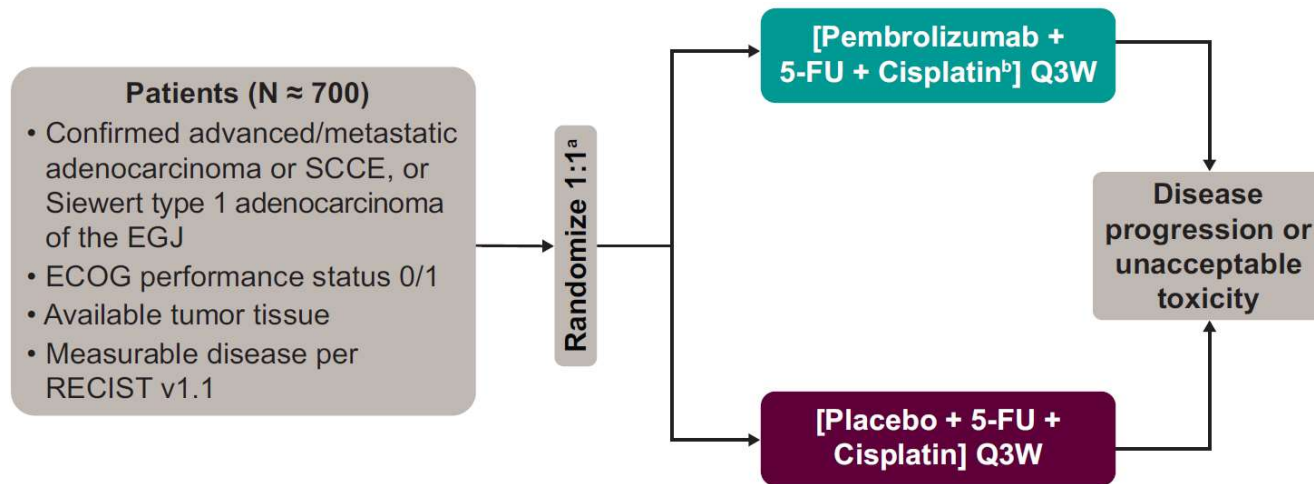 Patients (N ≈ 700)
• Confirmed advanced/metastatic
adenocarcinoma or SCCE, or
Siewert type 1 adenocarcinoma
of the EGJ
• ECOG performance status 0/1
• Available tumor tissue
• Measurable disease per
RECIST v1.1
Randomize 1:1ᵃ
[Pembrolizumab +
5-FU + Cisplatinᵇ] Q3W
[Placebo + 5-FU +
Cisplatin] Q3W
Disease
progression or
unacceptable
toxicity